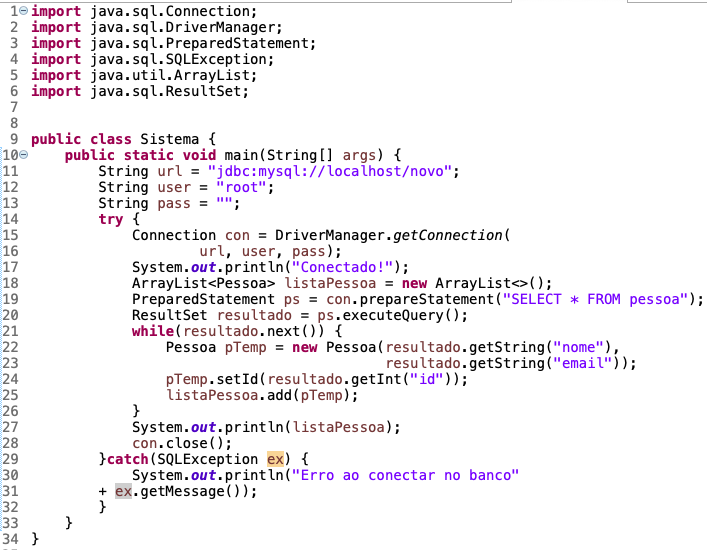 1 import java.sql.Connection;
2 import java.sql.DriverManager;
3 import java.sql.PreparedStatement;
4 import java.sql.SQLException;
5 import java.util.ArrayList;
6 import java.sql.ResultSet;
7
8
9 public class Sistema {
10     public static void main(String[] args) {
11         String url = "jdbc:mysql://localhost/novo";
12         String user = "root";
13         String pass = "";
14         try {
15             Connection con = DriverManager.getConnection(
16                     url, user, pass);
17             System.out.println("Conectado!");
18             ArrayList<Pessoa> listaPessoa = new ArrayList<>();
19             PreparedStatement ps = con.prepareStatement("SELECT * FROM pessoa");
20             ResultSet resultado = ps.executeQuery();
21             while(resultado.next()) {
22                 Pessoa pTemp = new Pessoa(resultado.getString("nome"),
23                                           resultado.getString("email"));
24                 pTemp.setId(resultado.getInt("id"));
25                 listaPessoa.add(pTemp);
26             }
27             System.out.println(listaPessoa);
28             con.close();
29         }catch(SQLException ex) {
30             System.out.println("Erro ao conectar no banco"
31         + ex.getMessage());
32         }
33     }
34 }